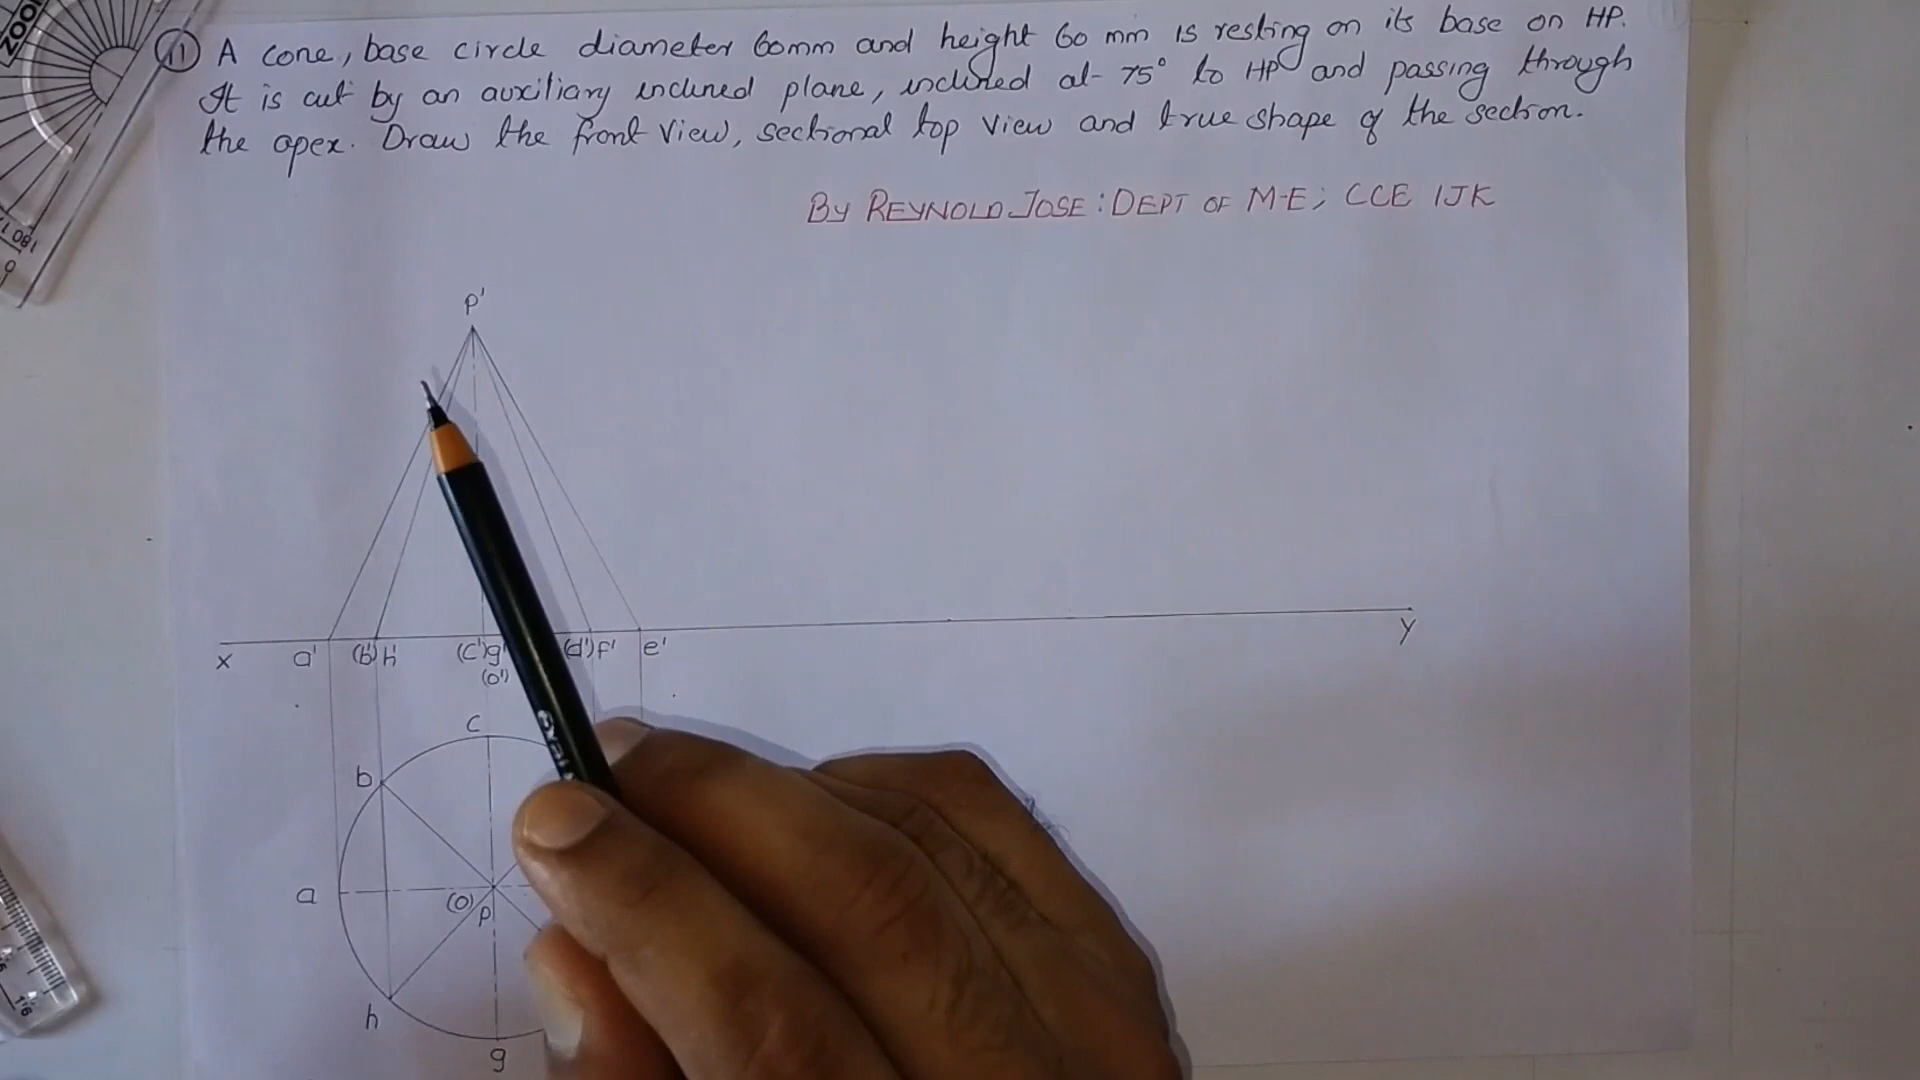 11 A cone, base circle diameter 60mm and height 60 mm is resting on its base on HP.
It is cut by an auxiliary inclined plane, inclined at 75° to HP and passing through
the apex. Draw the front view, sectional top view and true shape of the section.
By REYNOLD JOSE : DEPT OF M-E; CCE IJK
p'
x a' (b')h' (c')g' (d')f' e' y
(o')
c
b
a (o) p
h
g